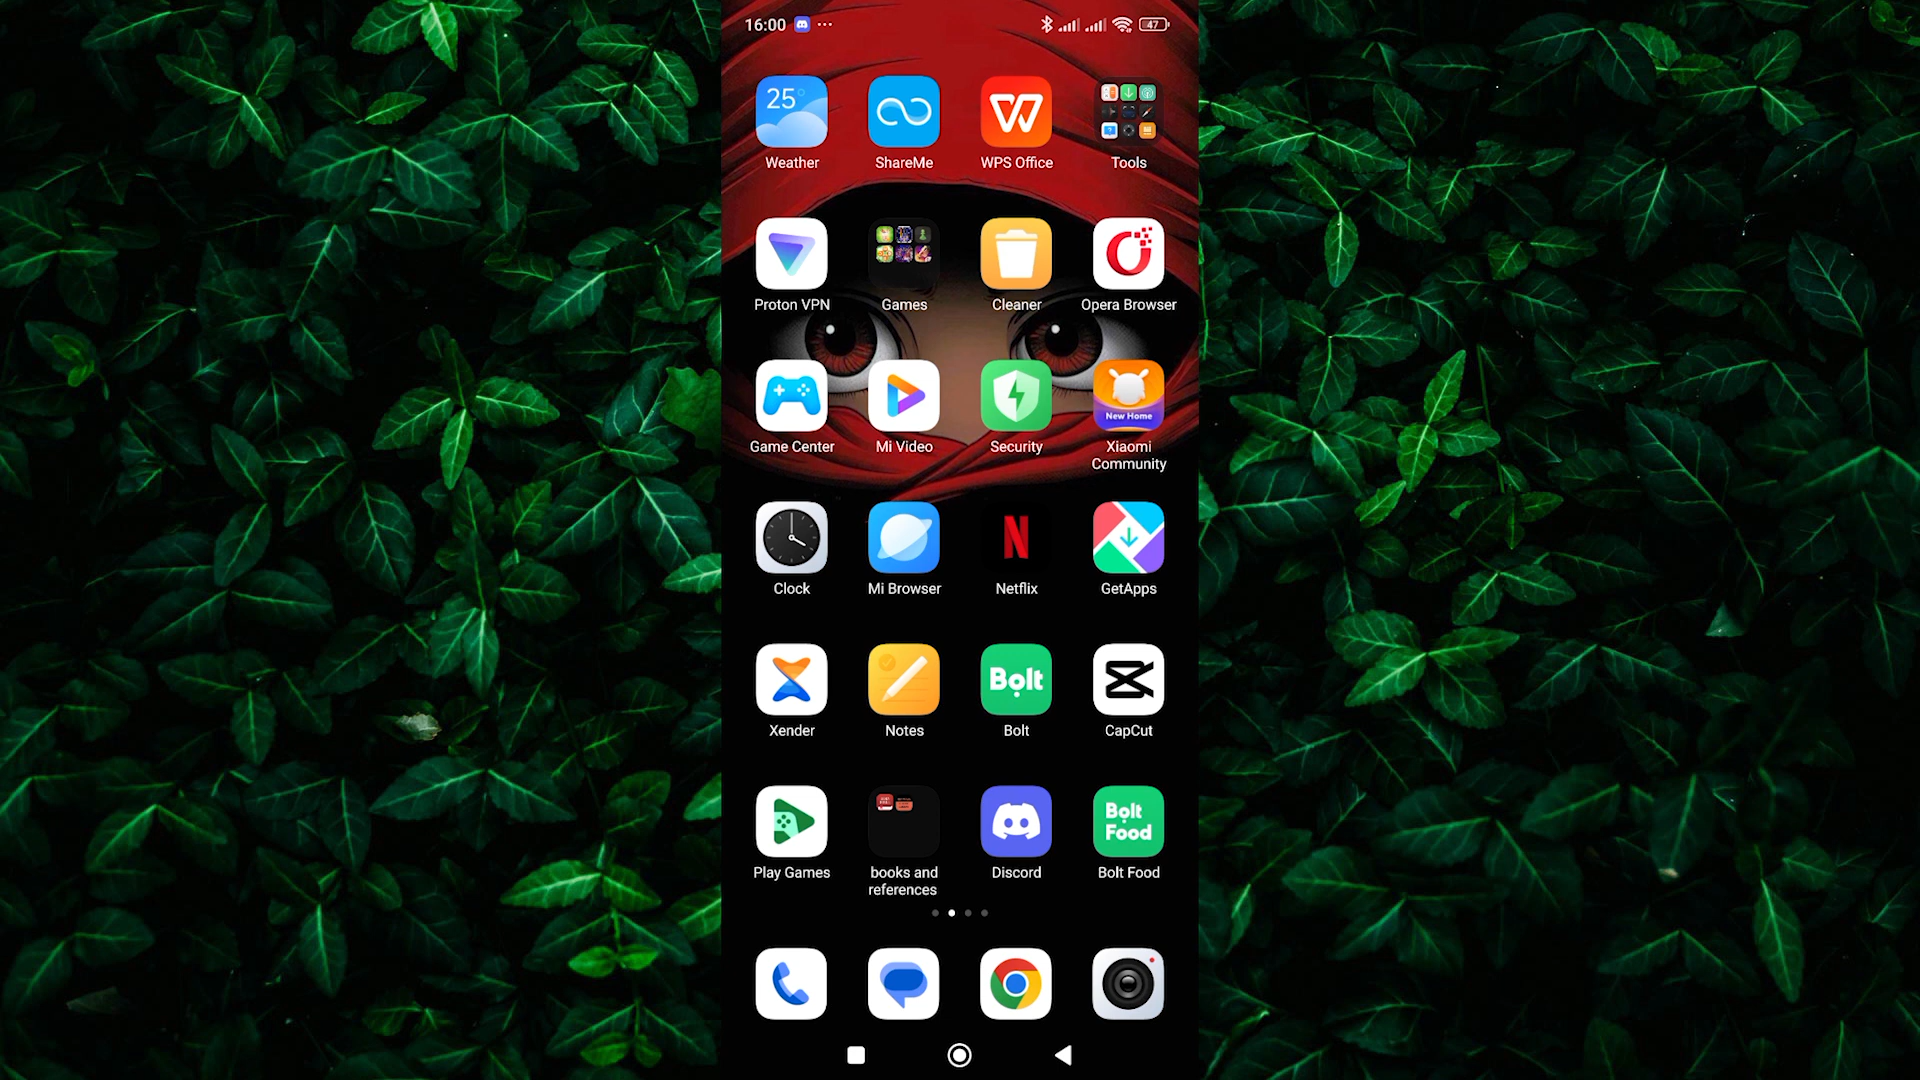 16:00 47
25°
Weather ShareMe WPS Office Tools
Proton VPN Games Cleaner Opera Browser
New Home
Game Center Mi Video Security Xiaomi
Community
Clock Mi Browser Netflix GetApps
Bolt
Xender Notes Bolt CapCut
Bolt
Food
Play Games books and Discord Bolt Food
references